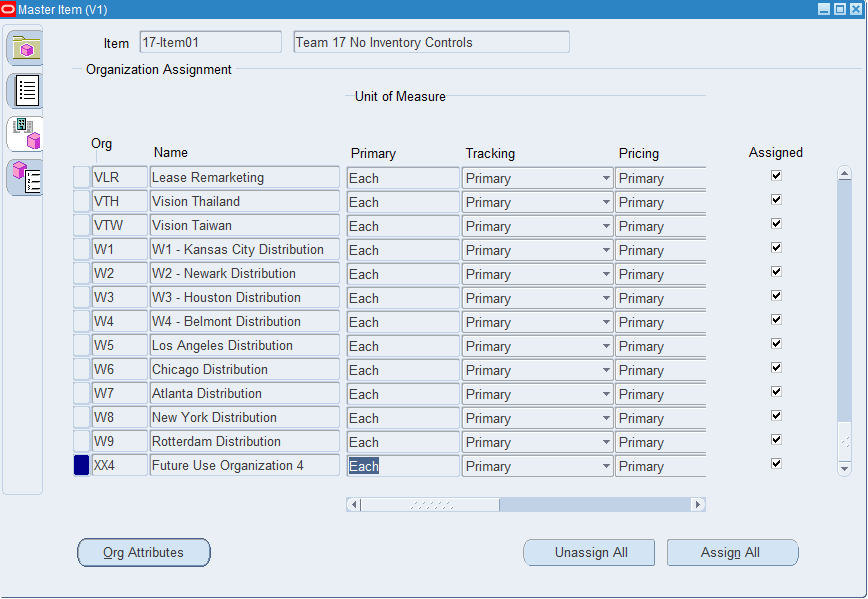 Master Item (V1)
Item 17-Item01 Team 17 No Inventory Controls
Organization Assignment
Unit of Measure
Org Name Primary Tracking Pricing Assigned
VLR Lease Remarketing Each Primary Primary
VTH Vision Thailand Each Primary Primary
VTW Vision Taiwan Each Primary Primary
W1 W1 - Kansas City Distribution Each Primary Primary
W2 W2 - Newark Distribution Each Primary Primary
W3 W3 - Houston Distribution Each Primary Primary
W4 W4 - Belmont Distribution Each Primary Primary
W5 Los Angeles Distribution Each Primary Primary
W6 Chicago Distribution Each Primary Primary
W7 Atlanta Distribution Each Primary Primary
W8 New York Distribution Each Primary Primary
W9 Rotterdam Distribution Each Primary Primary
XX4 Future Use Organization 4 Each Primary Primary
Org Attributes Unassign All Assign All